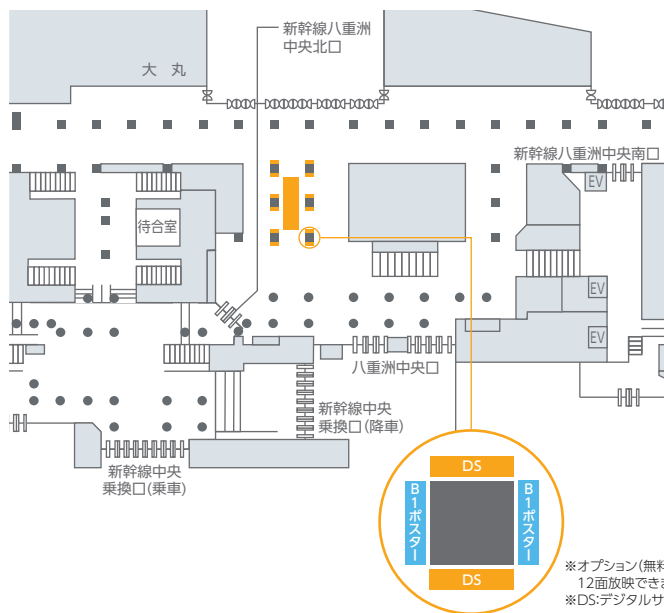 新幹線八重洲
中央北口
大 丸
新幹線八重洲中央南口
EV
待合室
EV
EV
八重洲中央口
新幹線中央
乗換口(降車)
新幹線中央
乗換口(乗車)
DS
B1ポスター
B1ポスター
DS
※オプション(無料
12面放映でき
※DS:デジタルサ